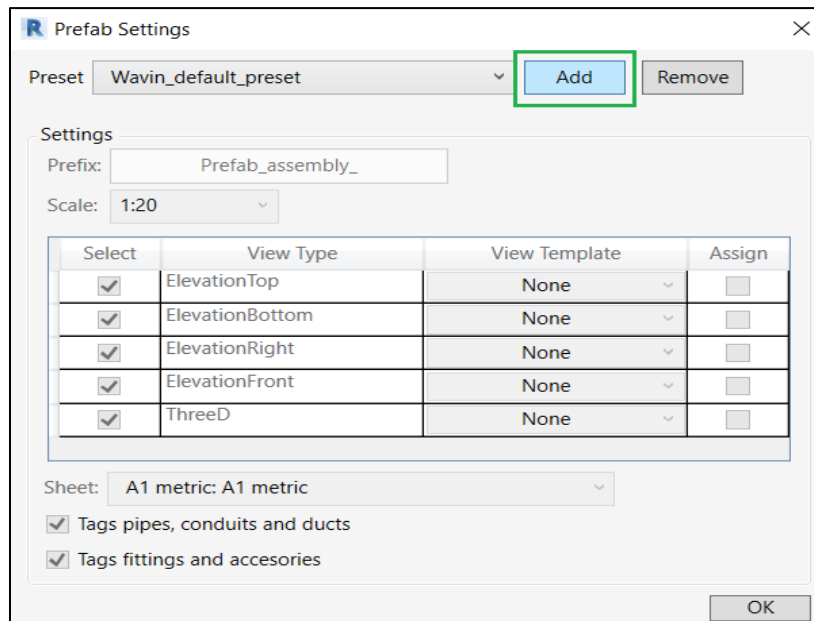 R Prefab Settings
Preset Wavin_default_preset Add Remove
Settings
Prefix: Prefab_assembly_
Scale: 1:20
Select View Type View Template Assign
ElevationTop None
ElevationBottom None
ElevationRight None
ElevationFront None
ThreeD None
Sheet: A1 metric: A1 metric
Tags pipes, conduits and ducts
Tags fittings and accesories
OK